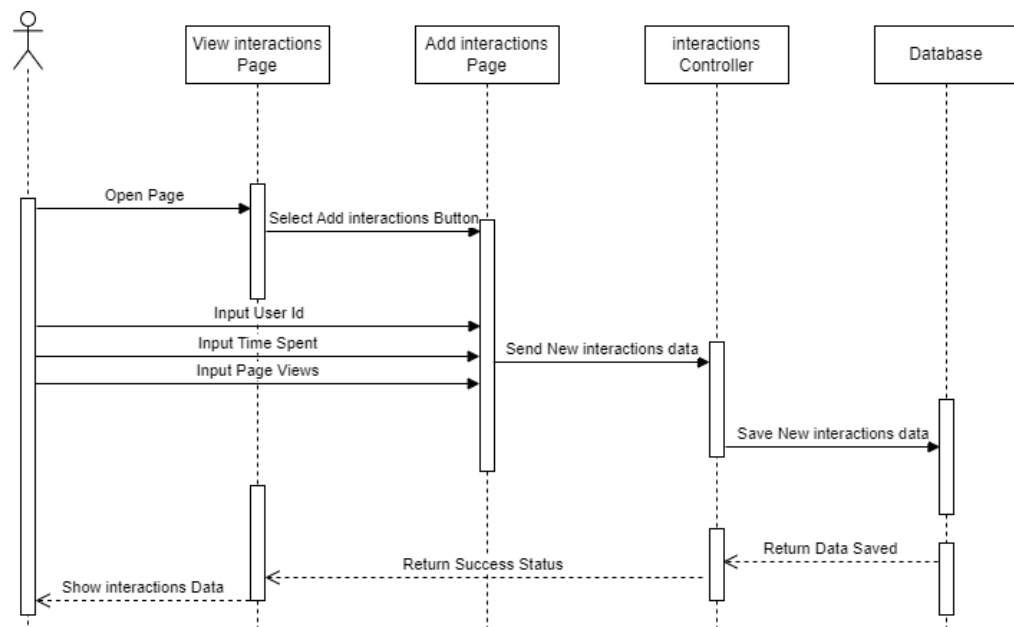 View interactions
Page
Add interactions
Page
interactions
Controller
Database
Open Page
Select Add interactions Button
Input User Id
Input Time Spent
Send New interactions data
Input Page Views
Save New interactions data
Return Data Saved
Return Success Status
Show interactions Data